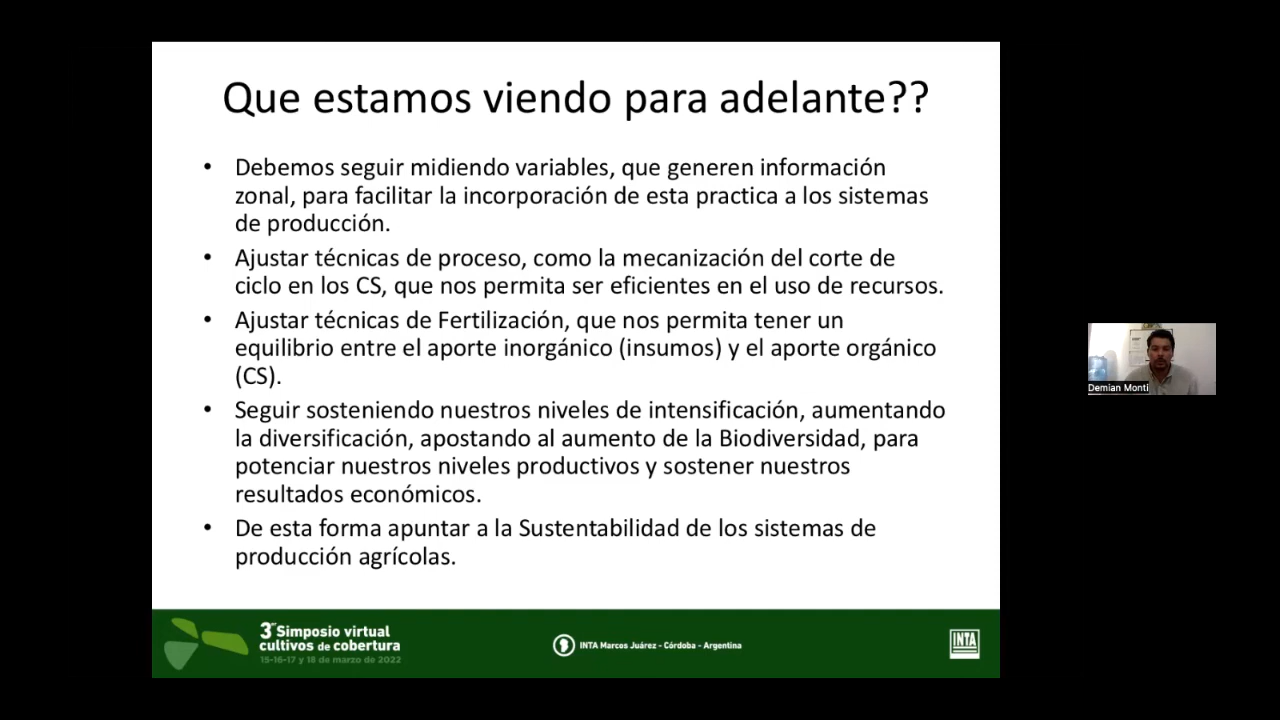 Que estamos viendo para adelante??
• Debemos seguir midiendo variables, que generen información
zonal, para facilitar la incorporación de esta practica a los sistemas
de producción.
• Ajustar técnicas de proceso, como la mecanización del corte de
ciclo en los CS, que nos permita ser eficientes en el uso de recursos.
• Ajustar técnicas de Fertilización, que nos permita tener un
equilibrio entre el aporte inorgánico (insumos) y el aporte orgánico
(CS).
• Seguir sosteniendo nuestros niveles de intensificación, aumentando
la diversificación, apostando al aumento de la Biodiversidad, para
potenciar nuestros niveles productivos y sostener nuestros
resultados económicos.
• De esta forma apuntar a la Sustentabilidad de los sistemas de
producción agrícolas.
Demian Monti
3er Simposio virtual
cultivos de cobertura
15-16-17 y 18 de marzo de 2022
INTA Marcos Juárez - Córdoba - Argentina
INTA